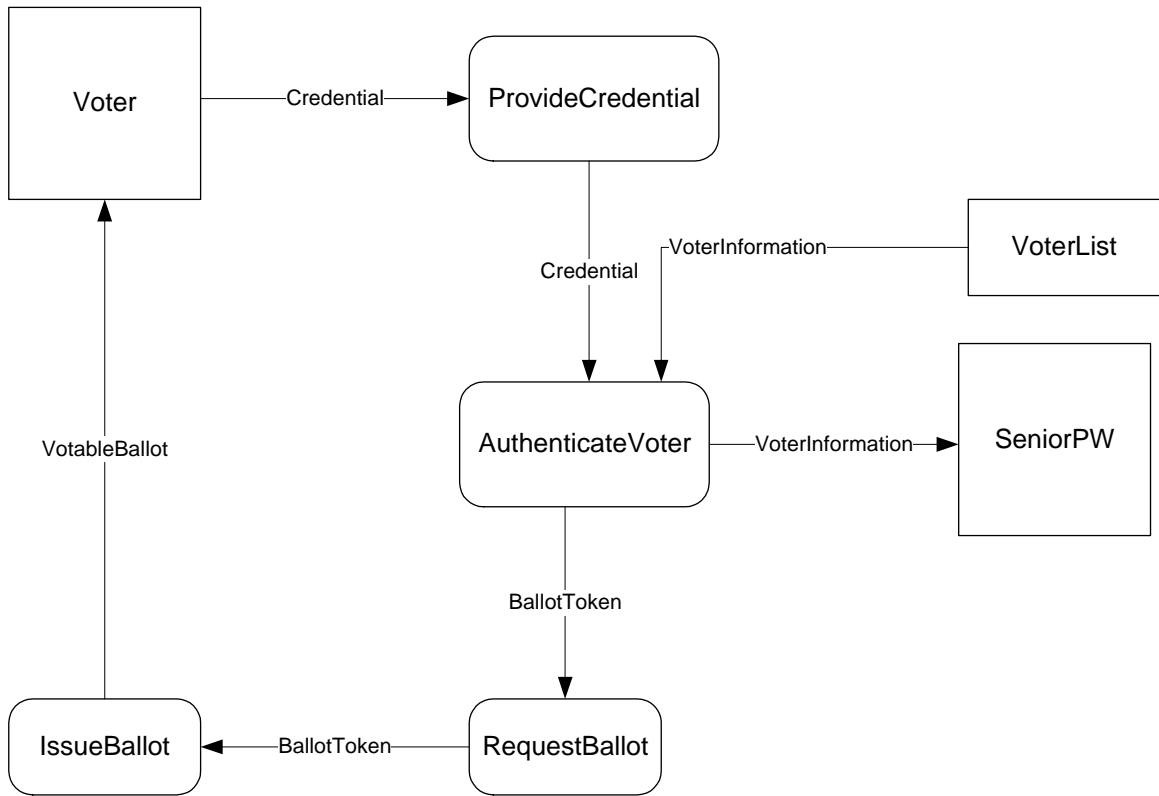 Voter
Credential
ProvideCredential
VoterInformation
VoterList
Credential
VotableBallot
AuthenticateVoter
VoterInformation
SeniorPW
BallotToken
IssueBallot
BallotToken
RequestBallot